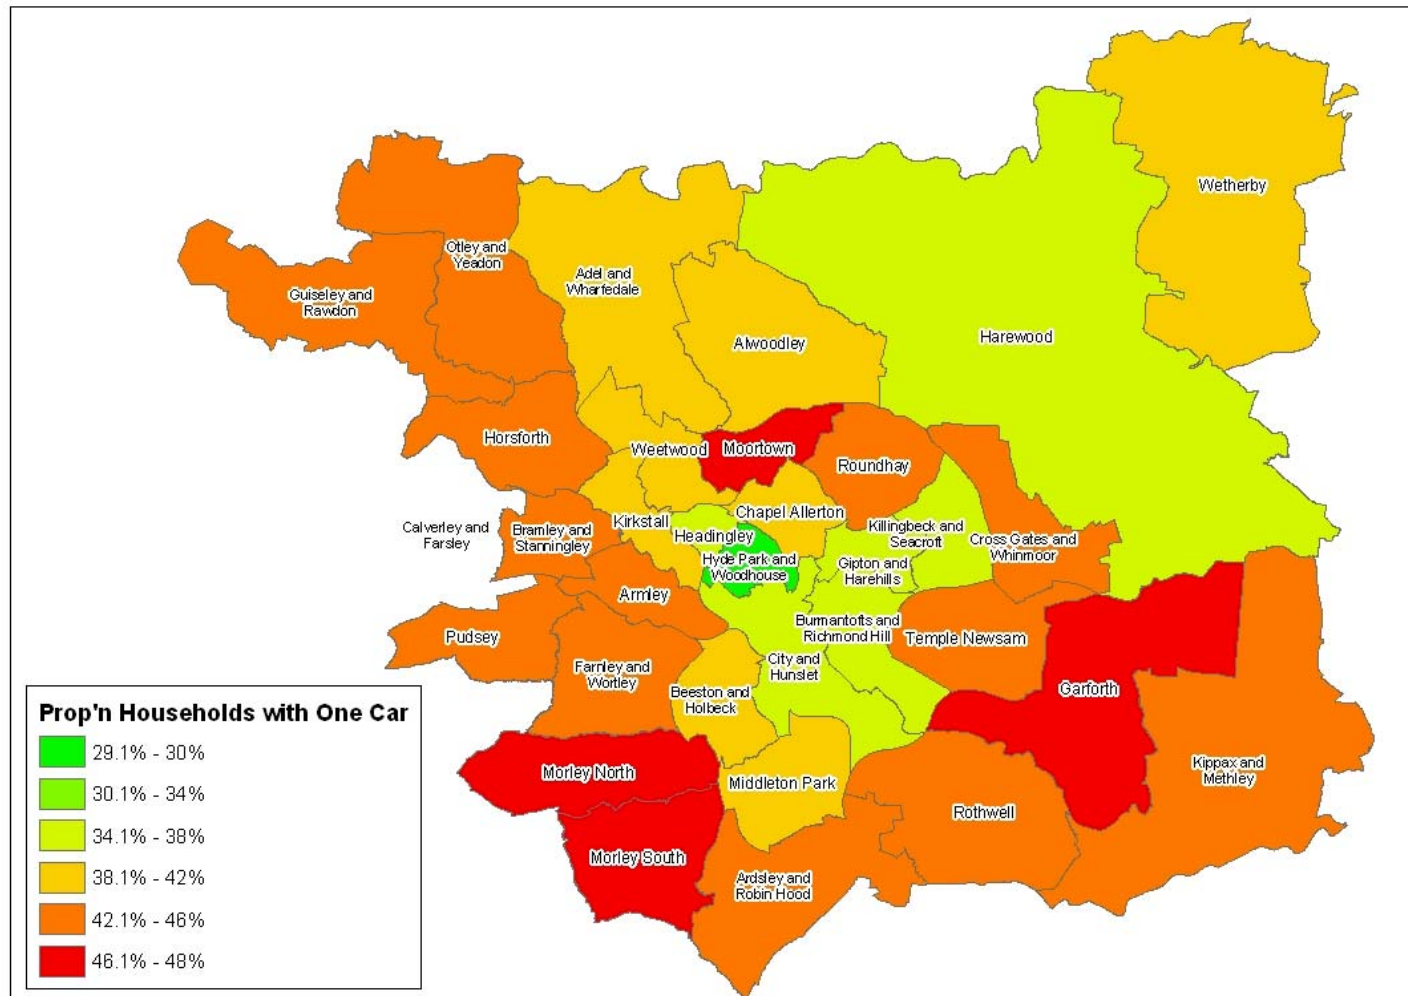 Wetherby
Otley and
Yeadon
Adel and
Wharfedale
Guiseley and
Rawdon
Alwoodley
Harewood
Horsforth
Weetwood
Moortown
Roundhay
Calverley and
Farsley
Bramley and
Stanningley
Kirkstall
Headingley
Chapel Allerton
Killingbeck and
Seacroft
Cross Gates and
Whinmoor
Hyde Park and
Woodhouse
Gipton and
Harehills
Armley
Pudsey
Burmantofts and
Richmond Hill
Temple Newsam
Farnley and
Wortley
City and
Hunslet
Beeston and
Holbeck
Garforth
Morley North
Middleton Park
Kippax and
Methley
Rothwell
Morley South
Ardsley and
Robin Hood
Prop'n Households with One Car
29.1% - 30%
30.1% - 34%
34.1% - 38%
38.1% - 42%
42.1% - 46%
46.1% - 48%